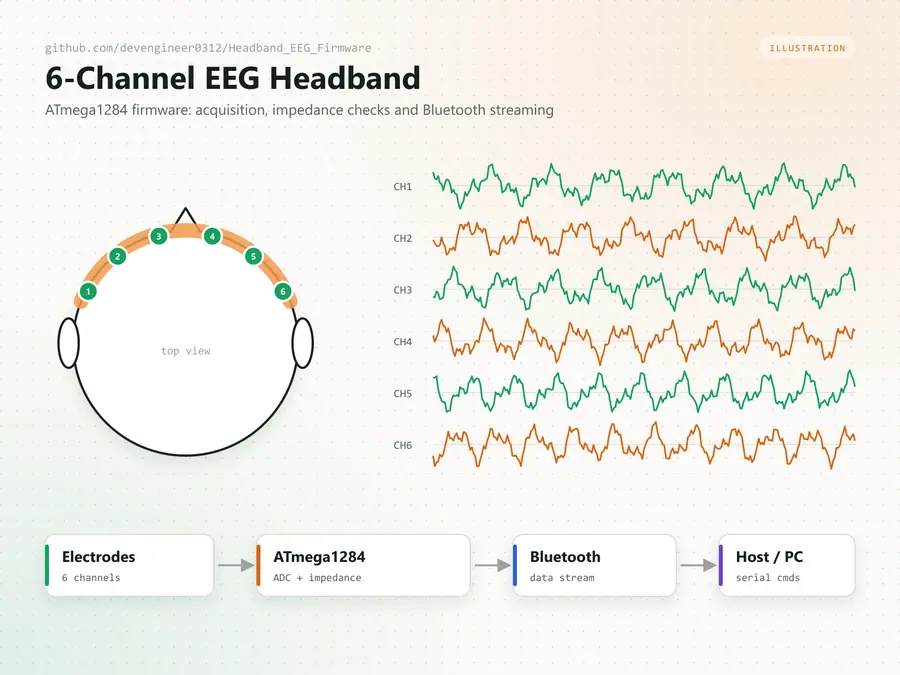 github.com/devengineer0312/Headband_EEG_Firmware
ILLUSTRATION
6-Channel EEG Headband
ATmega1284 firmware: acquisition, impedance checks and Bluetooth streaming
1
2
3
4
5
6
top view
CH1
CH2
CH3
CH4
CH5
CH6
Electrodes
6 channels
ATmega1284
ADC + impedance
Bluetooth
data stream
Host / PC
serial cmds